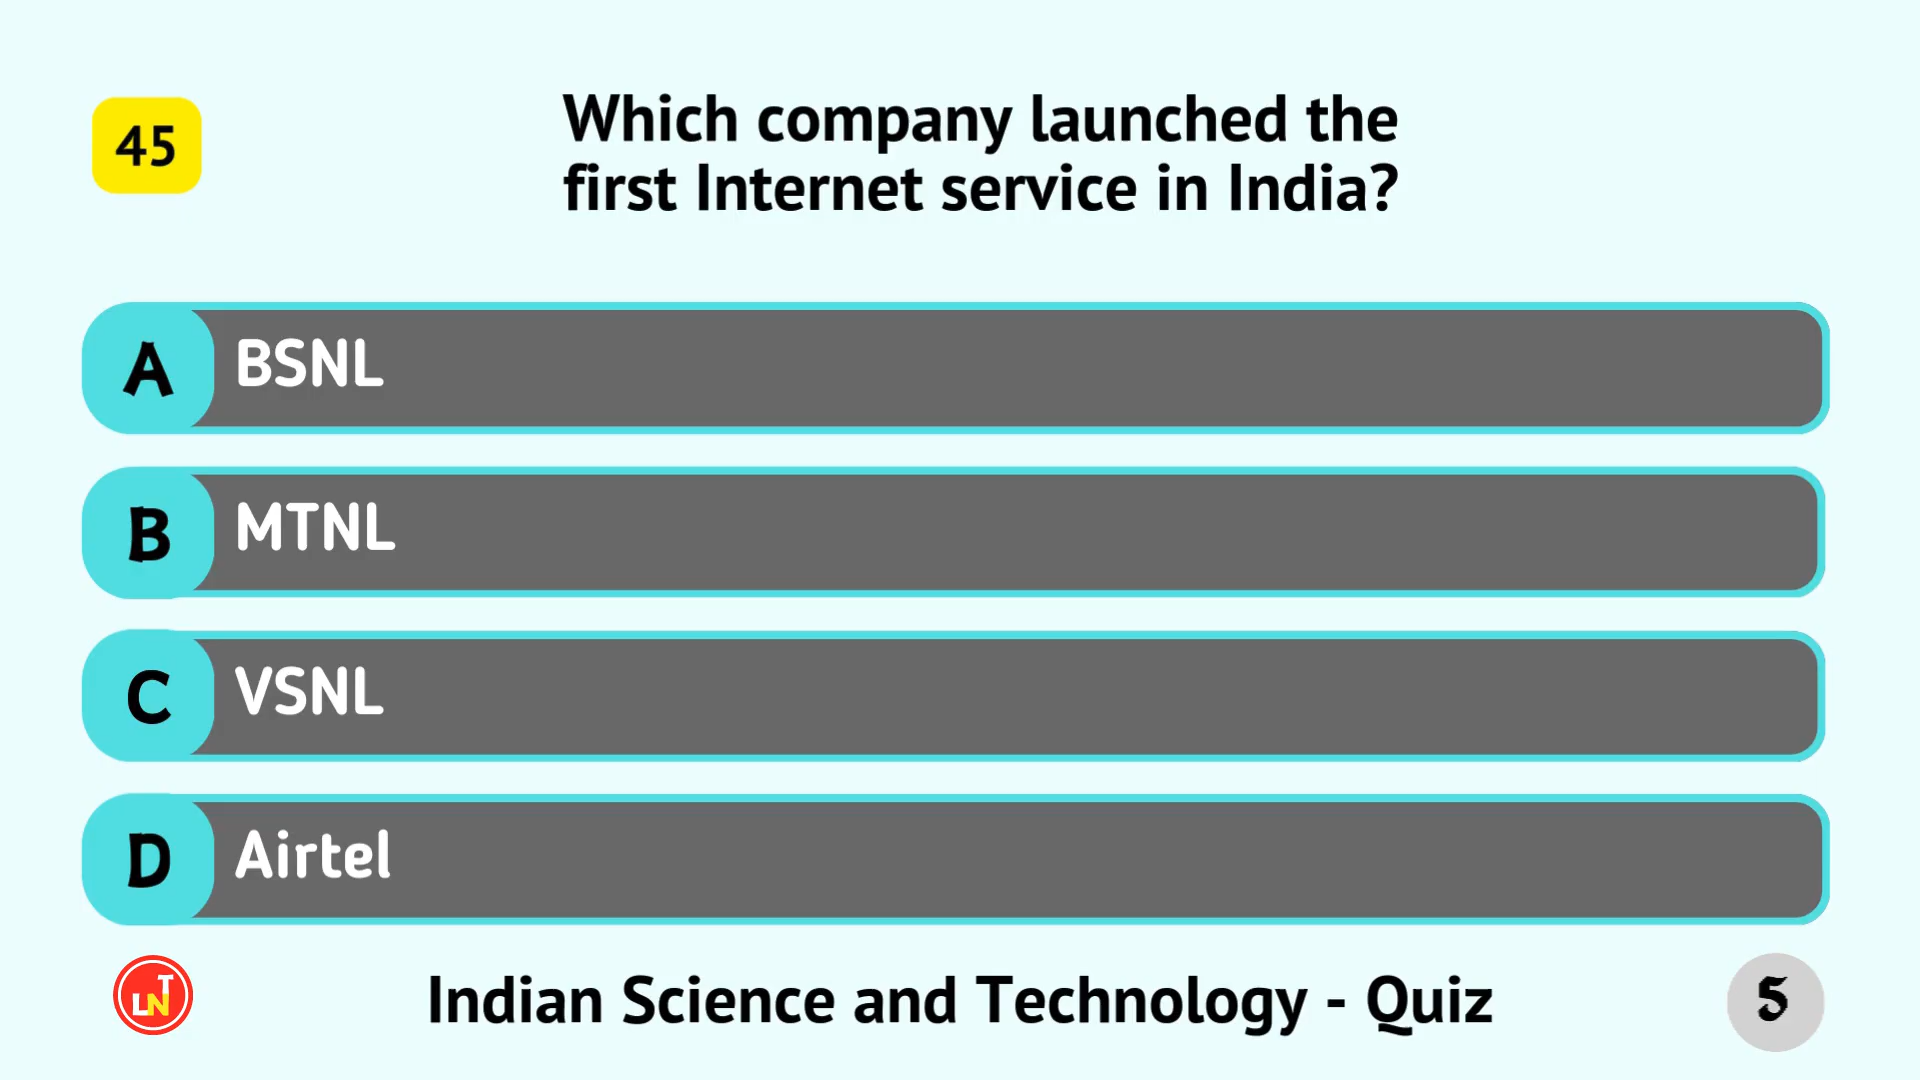 45
Which company launched the
first Internet service in India?
A BSNL
B MTNL
C VSNL
D Airtel
LNT
Indian Science and Technology - Quiz
5